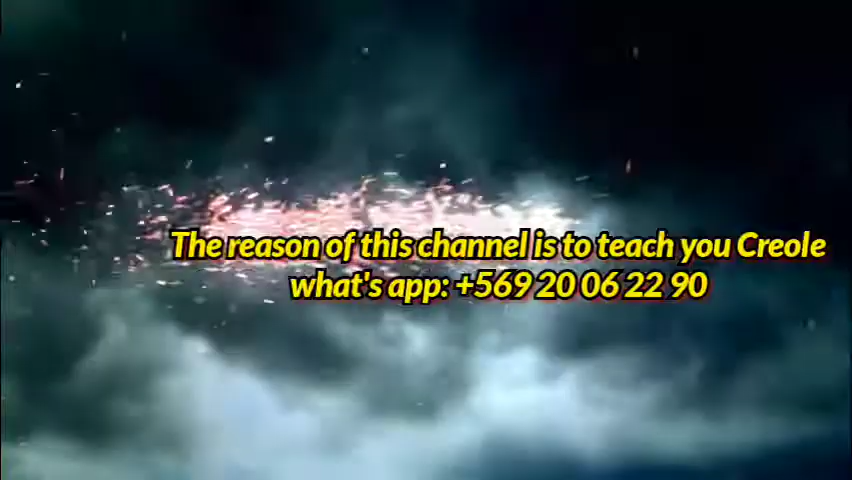 The reason of this channel is to teach you Creole
what's app: +569 20 06 22 90